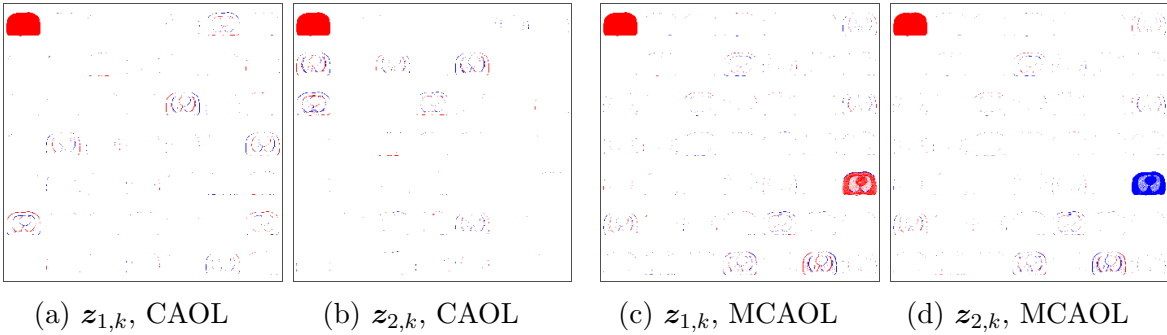 (a) z₁,ₖ, CAOL
(b) z₂,ₖ, CAOL
(c) z₁,ₖ, MCAOL
(d) z₂,ₖ, MCAOL